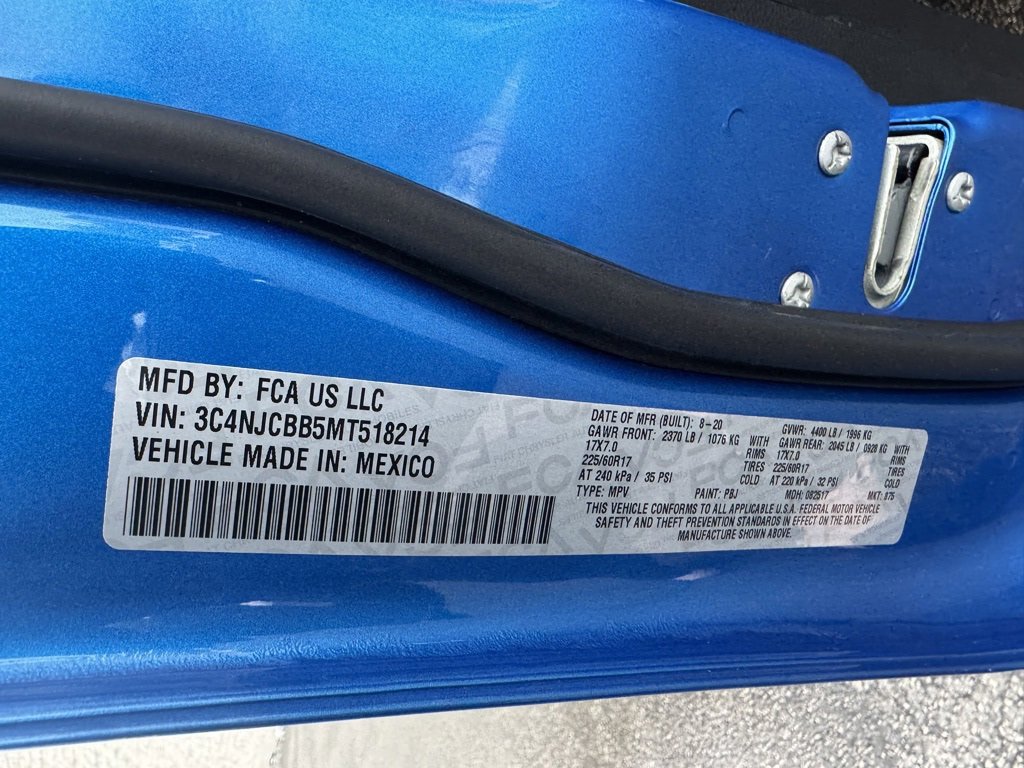 MFD BY: FCA US LLC
VIN: 3C4NJCBB5MT518214
VEHICLE MADE IN: MEXICO
DATE OF MFR (BUILT): 8-20 GVWR: 4400 LB / 1996 KG
GAWR FRONT: 2370 LB / 1076 KG WITH GAWR REAR: 2045 LB / 0928 KG WITH
17X7.0 RIMS 17X7.0 RIMS
225/60R17 TIRES 225/60R17 TIRES
AT 240 kPa / 35 PSI COLD AT 220 kPa / 32 PSI COLD
TYPE: MPV PAINT: PBJ MDH: 082517 MKT: 875
THIS VEHICLE CONFORMS TO ALL APPLICABLE U.S.A. FEDERAL MOTOR VEHICLE
SAFETY AND THEFT PREVENTION STANDARDS IN EFFECT ON THE DATE OF
MANUFACTURE SHOWN ABOVE.